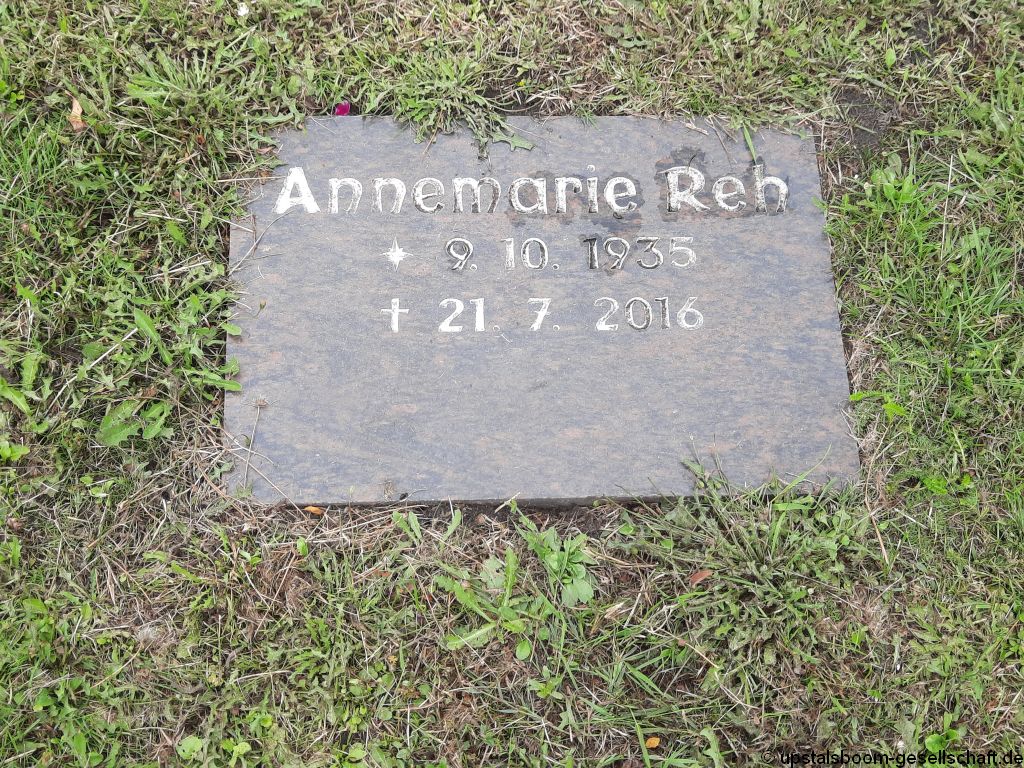 Annemarie Reh
* 9. 10. 1935
† 21. 7. 2016
upstalsboom-gesellschaft.de